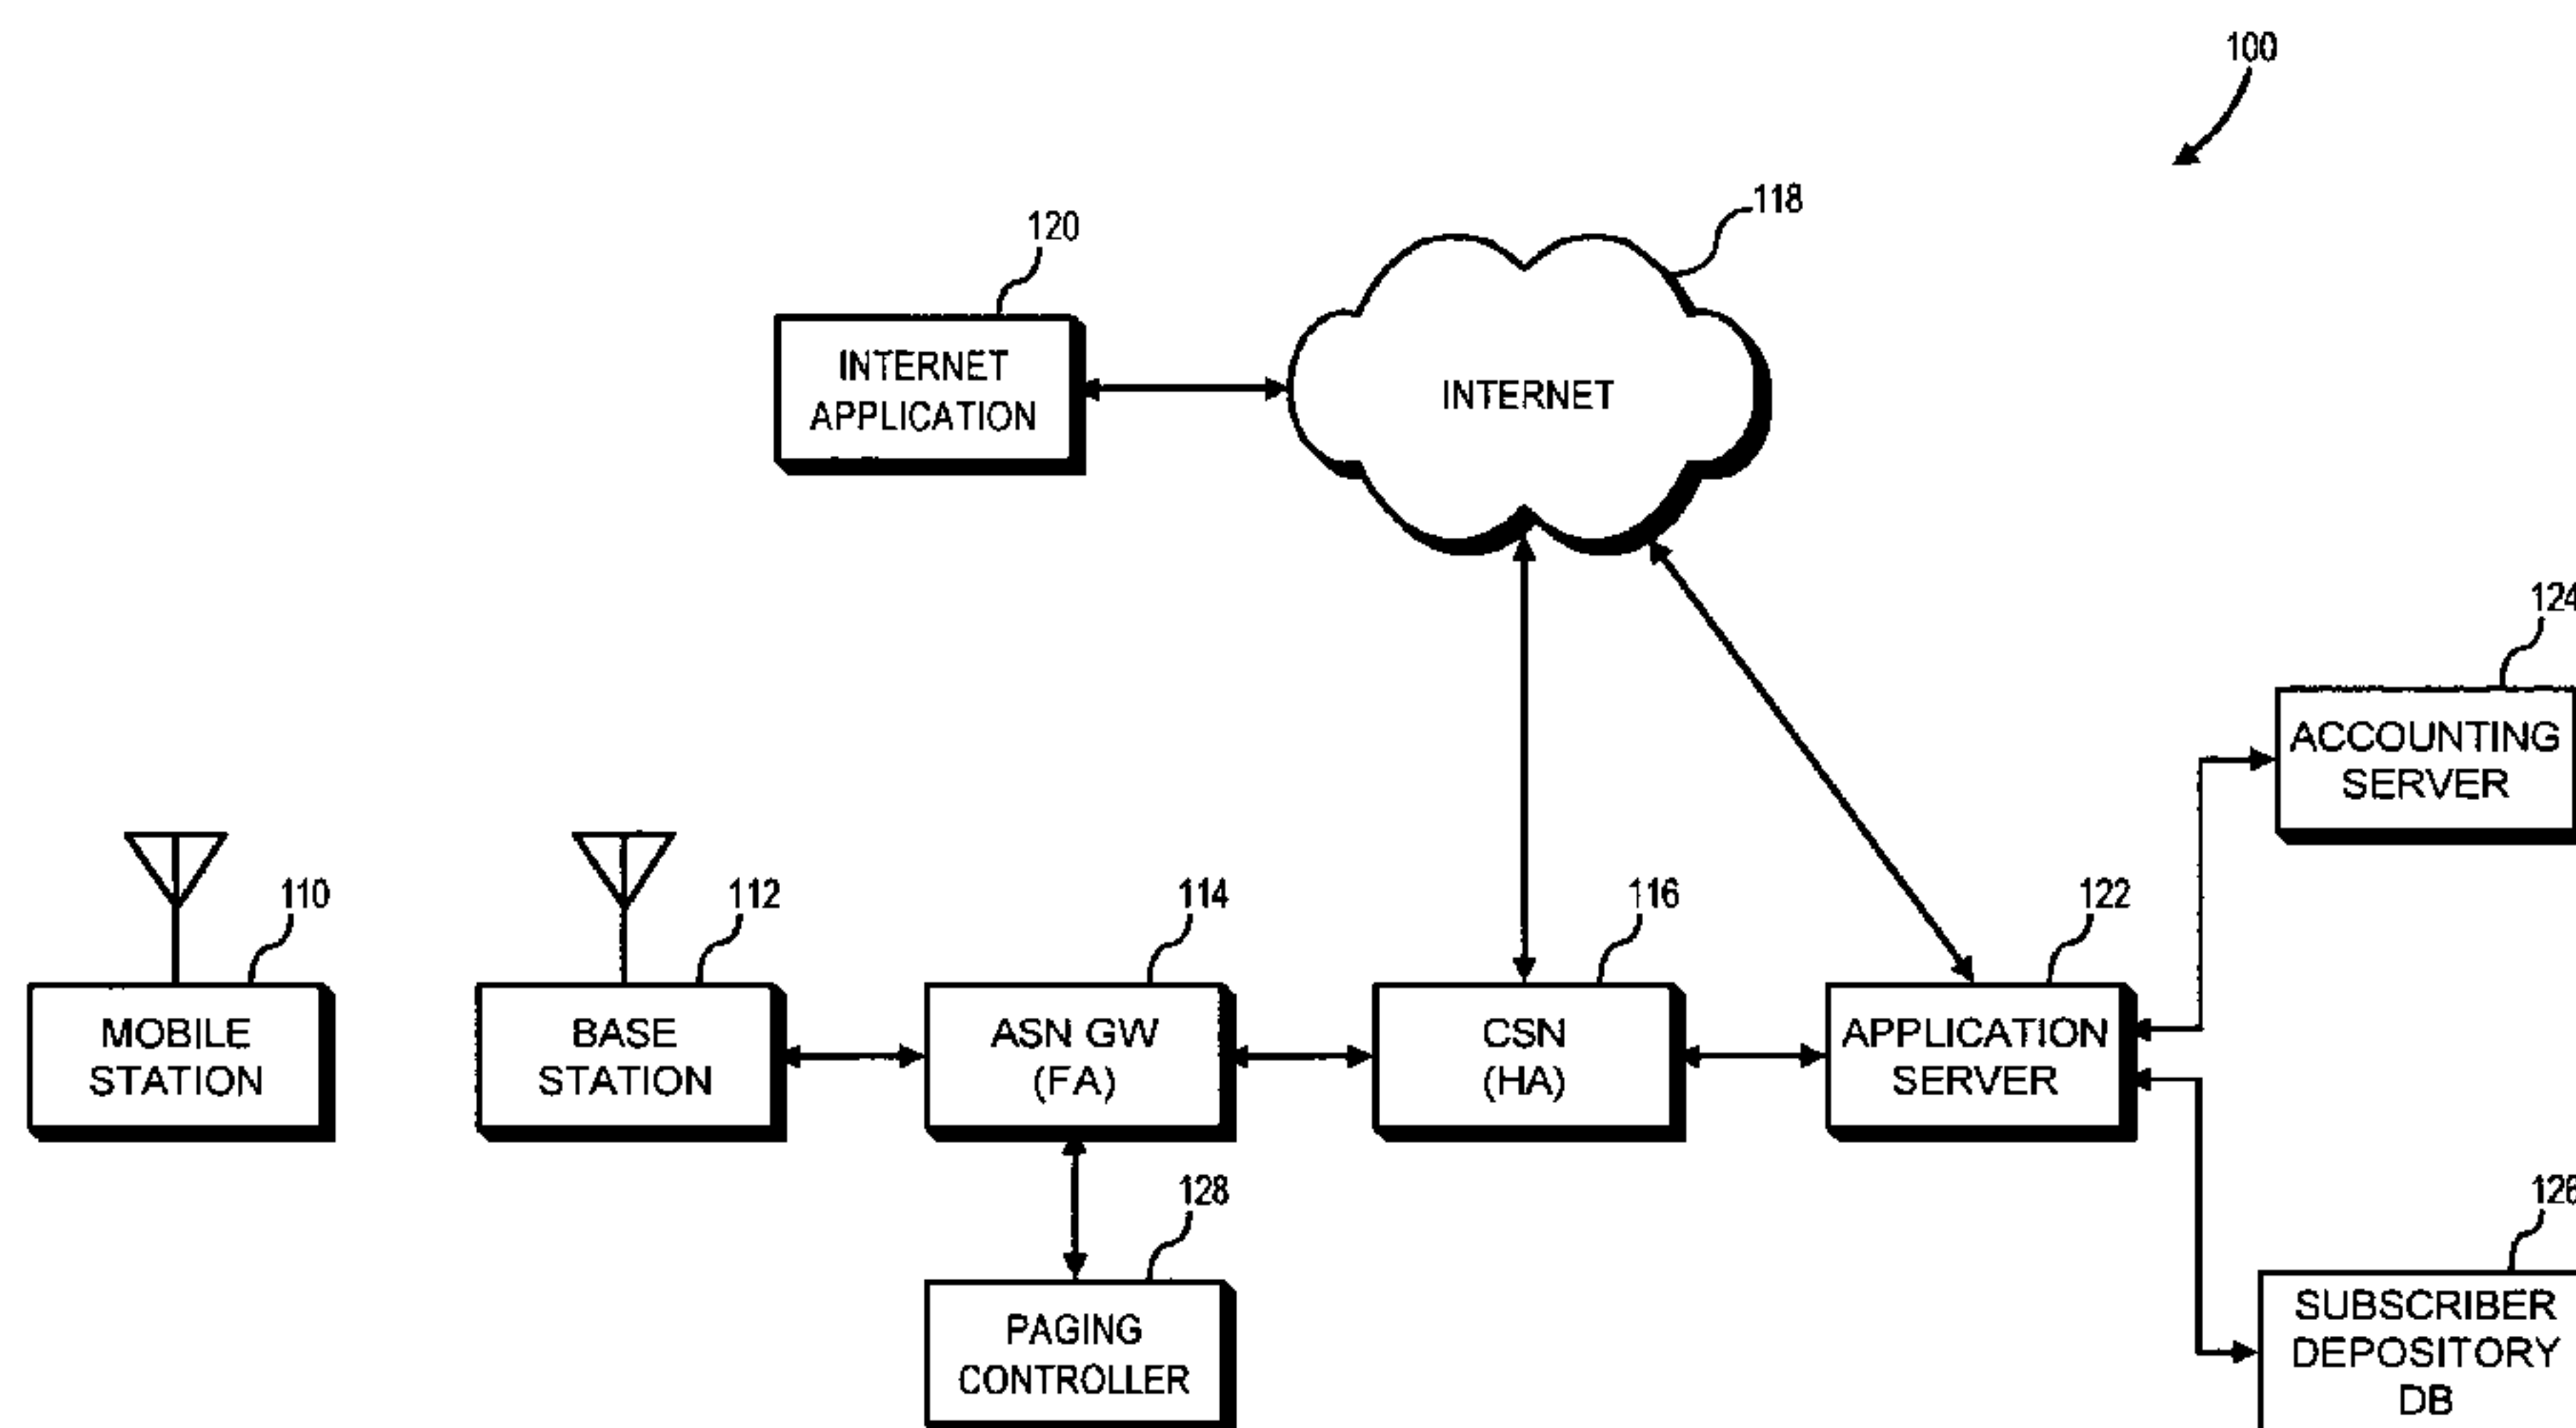 100
118
120
INTERNET
APPLICATION
INTERNET
124
ACCOUNTING
SERVER
110
112
114
116
122
MOBILE
STATION
BASE
STATION
ASN GW
(FA)
CSN
(HA)
APPLICATION
SERVER
128
126
PAGING
CONTROLLER
SUBSCRIBER
DEPOSITORY
DB